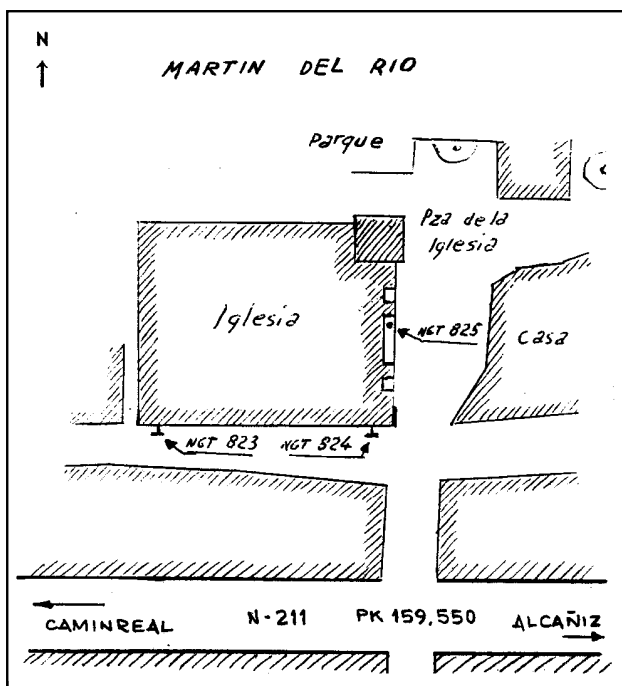 N
MARTIN DEL RIO
Parque
Pza de la
Iglesia
Iglesia
NGT 825
Casa
NGT 823
NGT 824
CAMINREAL
N-211
PK 159,550
ALCAÑIZ